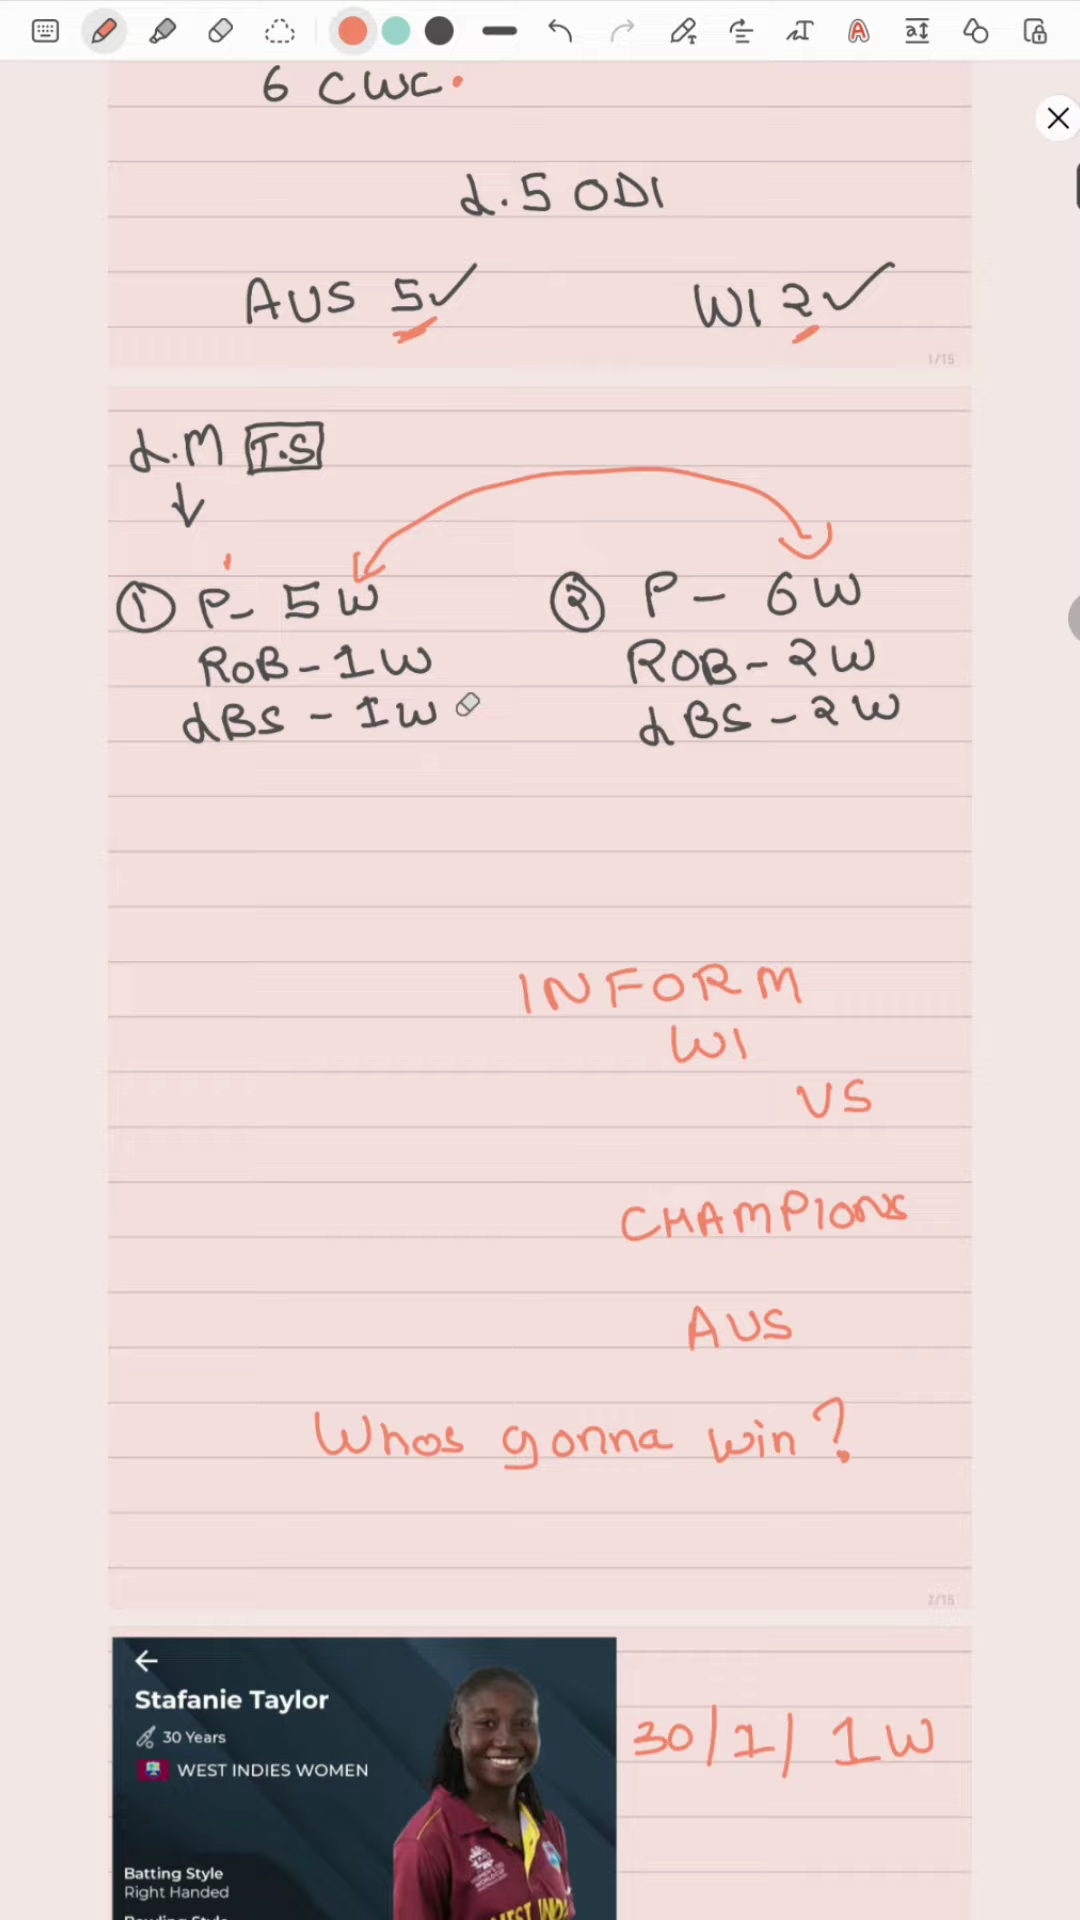 6 CWC.
L.5 ODI
AUS 5✓ WI 2✓
1/15
L.M T.S
① P- 5W ② P- 6W
ROB-1W ROB-2W
LBS-1W LBS-2W
INFORM
WI
VS
CHAMPIONS
AUS
Whos gonna win?
2/15
Stafanie Taylor
30 Years
WEST INDIES WOMEN
30/1/ 1W
Batting Style
Right Handed